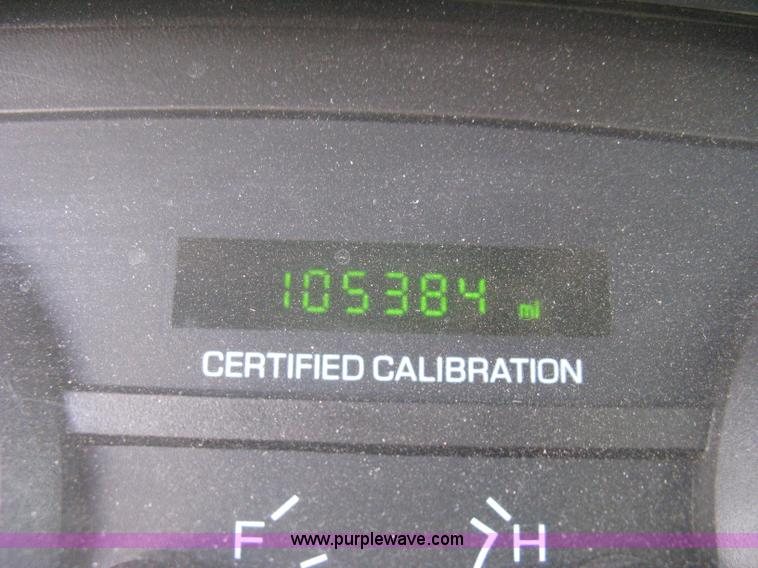 105384 mi
CERTIFIED CALIBRATION
F H
www.purplewave.com